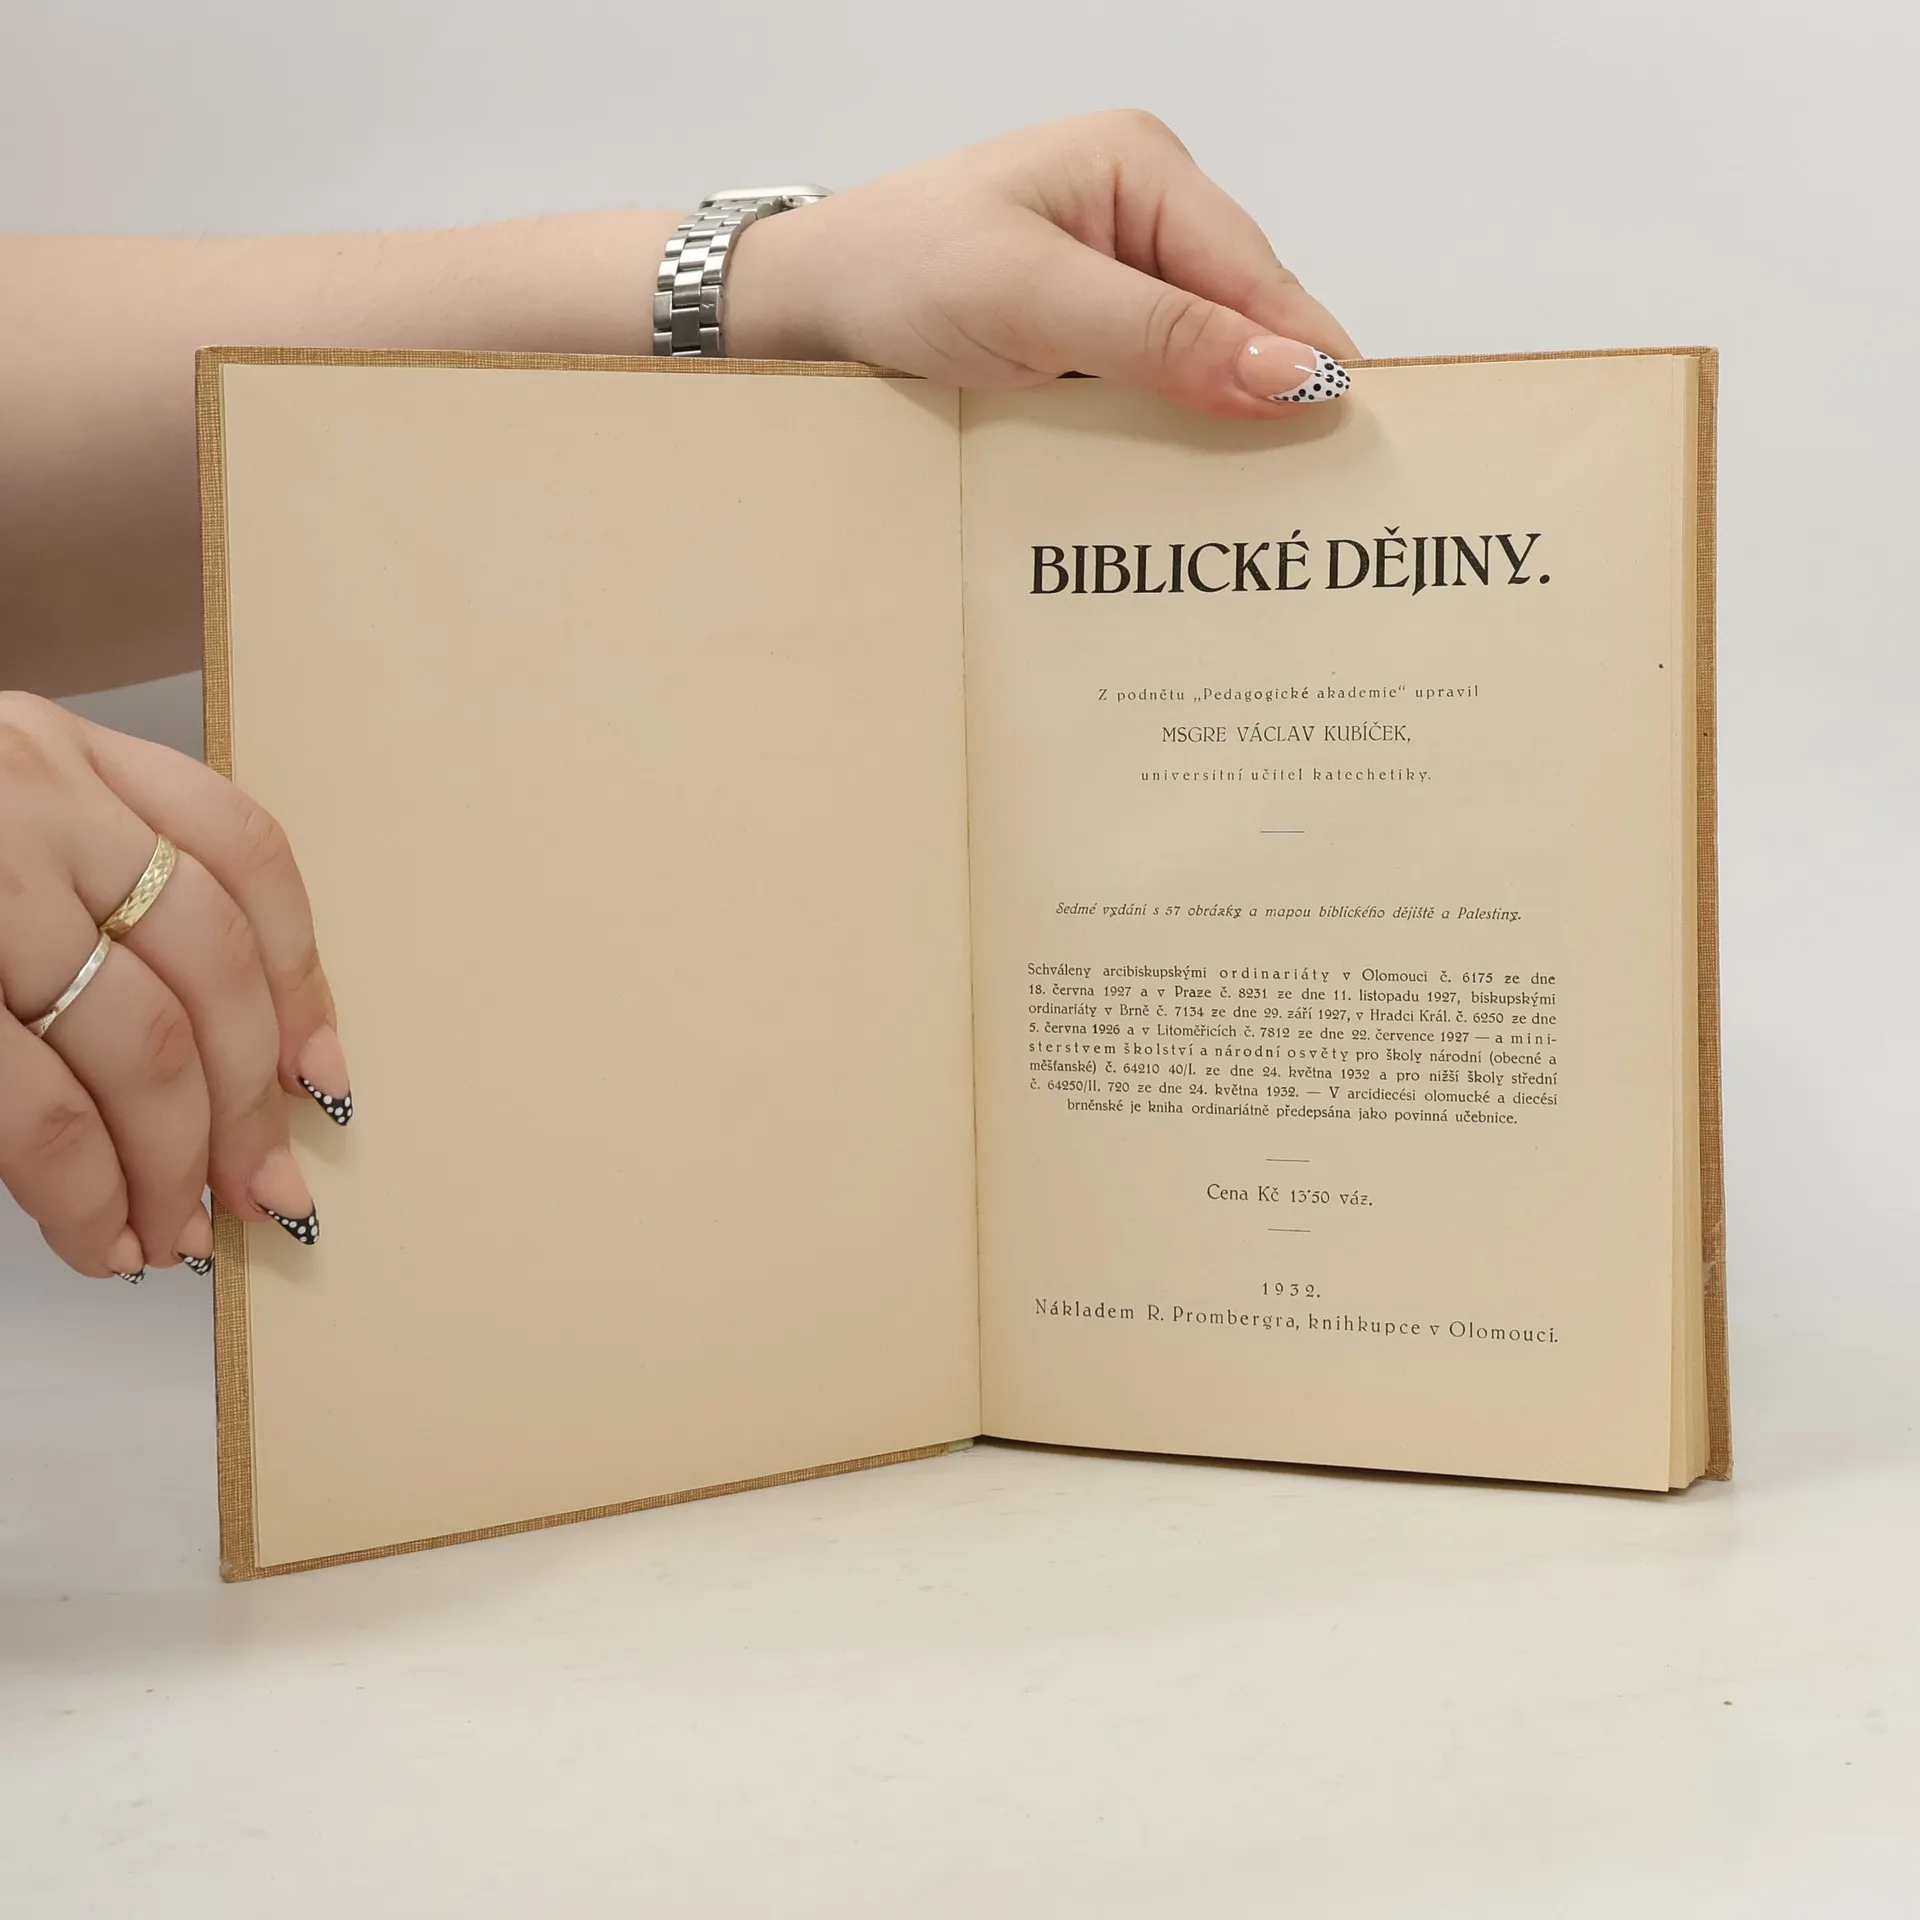 BIBLICKÉ DĚJINY.
Z podnětu „Pedagogické akademie“ upravil
MSGRE VÁCLAV KUBÍČEK,
universitní učitel katechetiky.
Sedmé vydání s 57 obrázky a mapou biblického dějiště a Palestiny.
Schváleny arcibiskupskými ordinariáty v Olomouci č. 6175 ze dne
18. června 1927 a v Praze č. 8231 ze dne 11. listopadu 1927, biskupskými
ordinariáty v Brně č. 7134 ze dne 29. září 1927, v Hradci Král. č. 6250 ze dne
5. června 1926 a v Litoměřicích č. 7812 ze dne 22. července 1927 — a mini-
sterstvem školství a národní osvěty pro školy národní (obecné a
měšťanské) č. 64210 40/I. ze dne 24. května 1932 a pro nižší školy střední
č. 64250/II. 720 ze dne 24. května 1932. — V arcidiecési olomucké a diecési
brněnské je kniha ordinariátně předepsána jako povinná učebnice.
Cena Kč 13·50 váz.
1932.
Nákladem R. Prombergra, knihkupce v Olomouci.